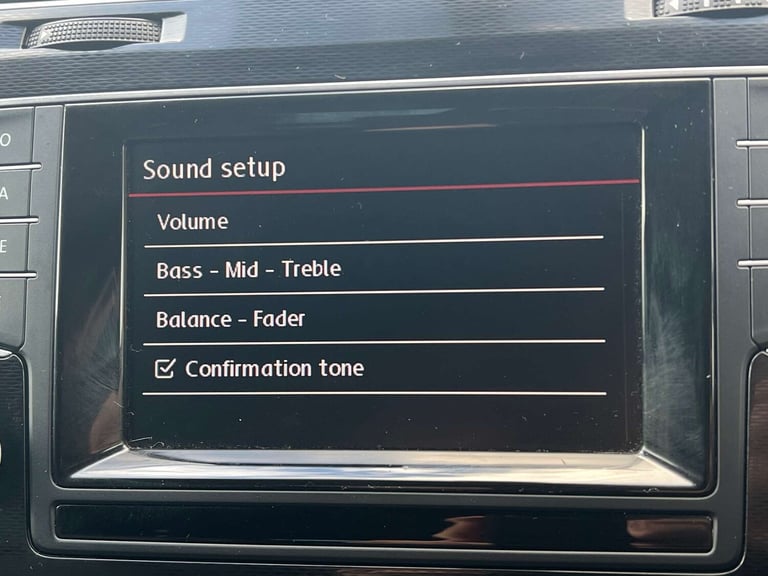 Sound setup
Volume
Bass - Mid - Treble
Balance - Fader
Confirmation tone